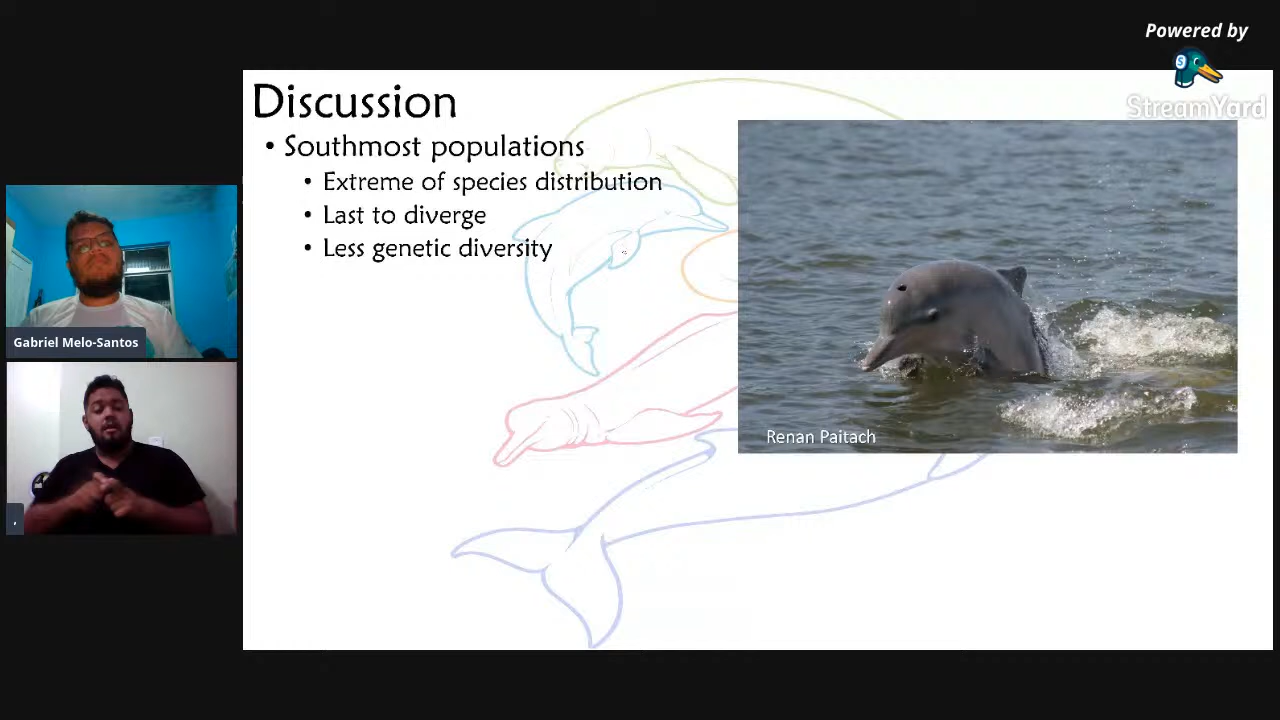 Powered by
StreamYard
Discussion
• Southmost populations
• Extreme of species distribution
• Last to diverge
• Less genetic diversity
Gabriel Melo-Santos
,
Renan Paitach